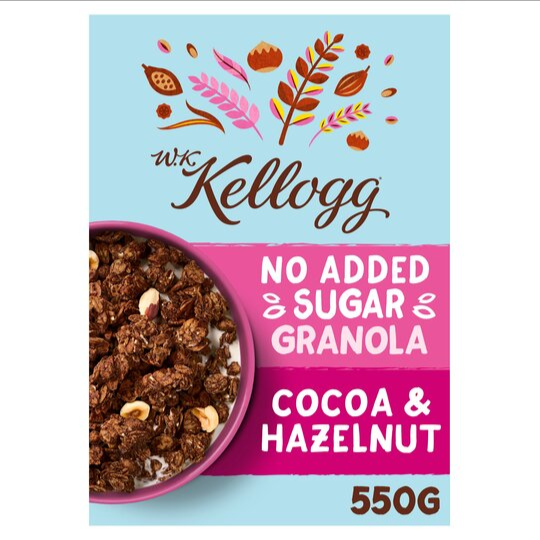 W.K.
Kellogg
NO ADDED
SUGAR
GRANOLA
COCOA &
HAZELNUT
550G